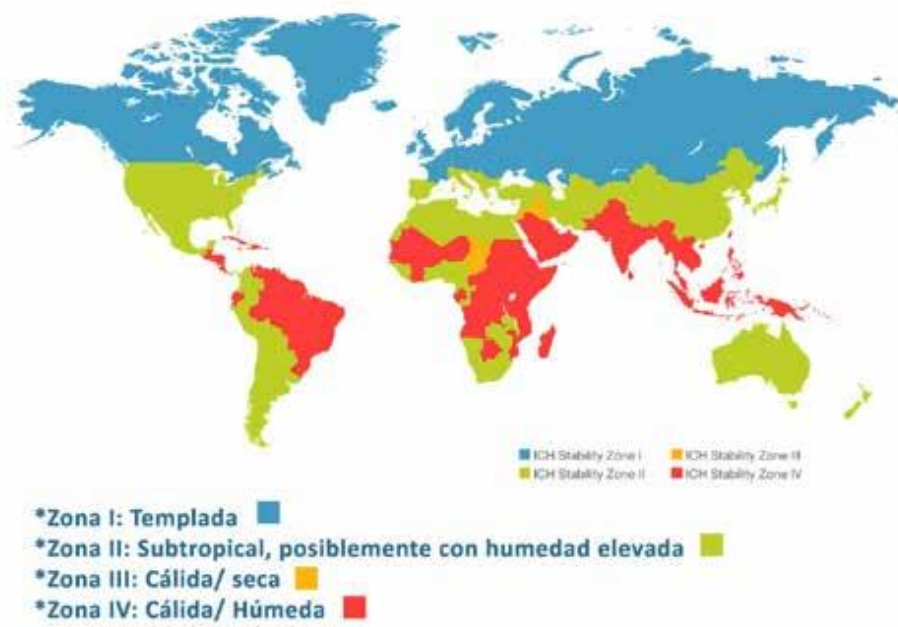 ICH Stability Zone I
ICH Stability Zone III
ICH Stability Zone II
ICH Stability Zone IV
*Zona I: Templada
*Zona II: Subtropical, posiblemente con humedad elevada
*Zona III: Cálida/ seca
*Zona IV: Cálida/ Húmeda